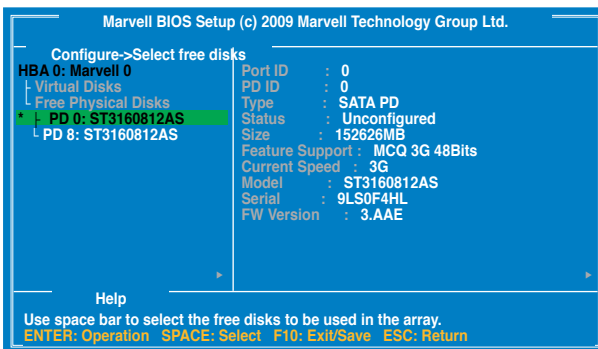 Marvell BIOS Setup (c) 2009 Marvell Technology Group Ltd.
Configure->Select free disks
HBA 0: Marvell 0
Virtual Disks
Free Physical Disks
* PD 0: ST3160812AS
PD 8: ST3160812AS
Port ID : 0
PD ID : 0
Type : SATA PD
Status : Unconfigured
Size : 152626MB
Feature Support : MCQ 3G 48Bits
Current Speed : 3G
Model : ST3160812AS
Serial : 9LS0F4HL
FW Version : 3.AAE
Help
Use space bar to select the free disks to be used in the array.
ENTER: Operation SPACE: Select F10: Exit/Save ESC: Return